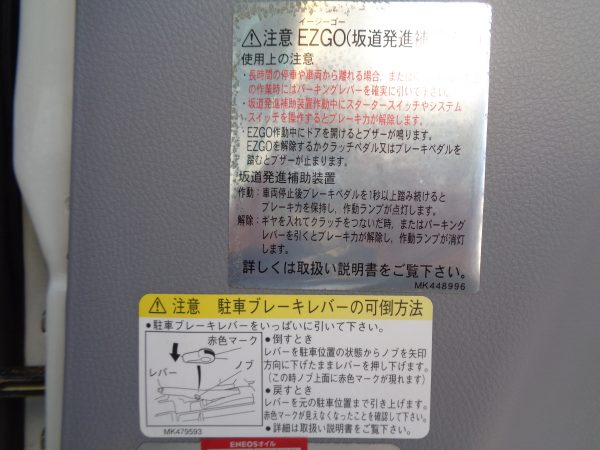 イージーゴー
⚠注意 EZGO(坂道発進補
使用上の注意
・長時間の停車や車両から離れる場合、または
の作業時にはパーキングレバーを確実に引いて下さい。
・坂道発進補助装置作動中にスタータースイッチやシステム
スイッチを操作するとブレーキ力が解除します。
・EZGO作動中にドアを開けるとブザーが鳴ります。
EZGOを解除するかクラッチペダル又はブレーキペダルを
踏むとブザーが止まります。
坂道発進補助装置
作動：車両停止後ブレーキペダルを1秒以上踏み続けると
ブレーキ力を保持し、作動ランプが点灯します。
解除：ギヤを入れてクラッチをつないだ時、またはパーキング
レバーを引くとブレーキ力が解除し、作動ランプが消灯
します。
詳しくは取扱い説明書をご覧下さい。
MK448996
⚠注意 駐車ブレーキレバーの可倒方法
●駐車ブレーキレバーをいっぱいに引いて下さい。
赤色マーク
レバー
ノブ
MK479593
●倒すとき
レバーを駐車位置の状態からノブを矢印
方向に下げたままレバーを押し下げます。
(この時ノブ上面に赤色マークが現れます)
●戻すとき
レバーを元の駐車位置まで引き上げます。
赤色マークが見えなくなったことを確認して下さい。
●詳細は取扱い説明書をご覧下さい。
ENEOSオイル